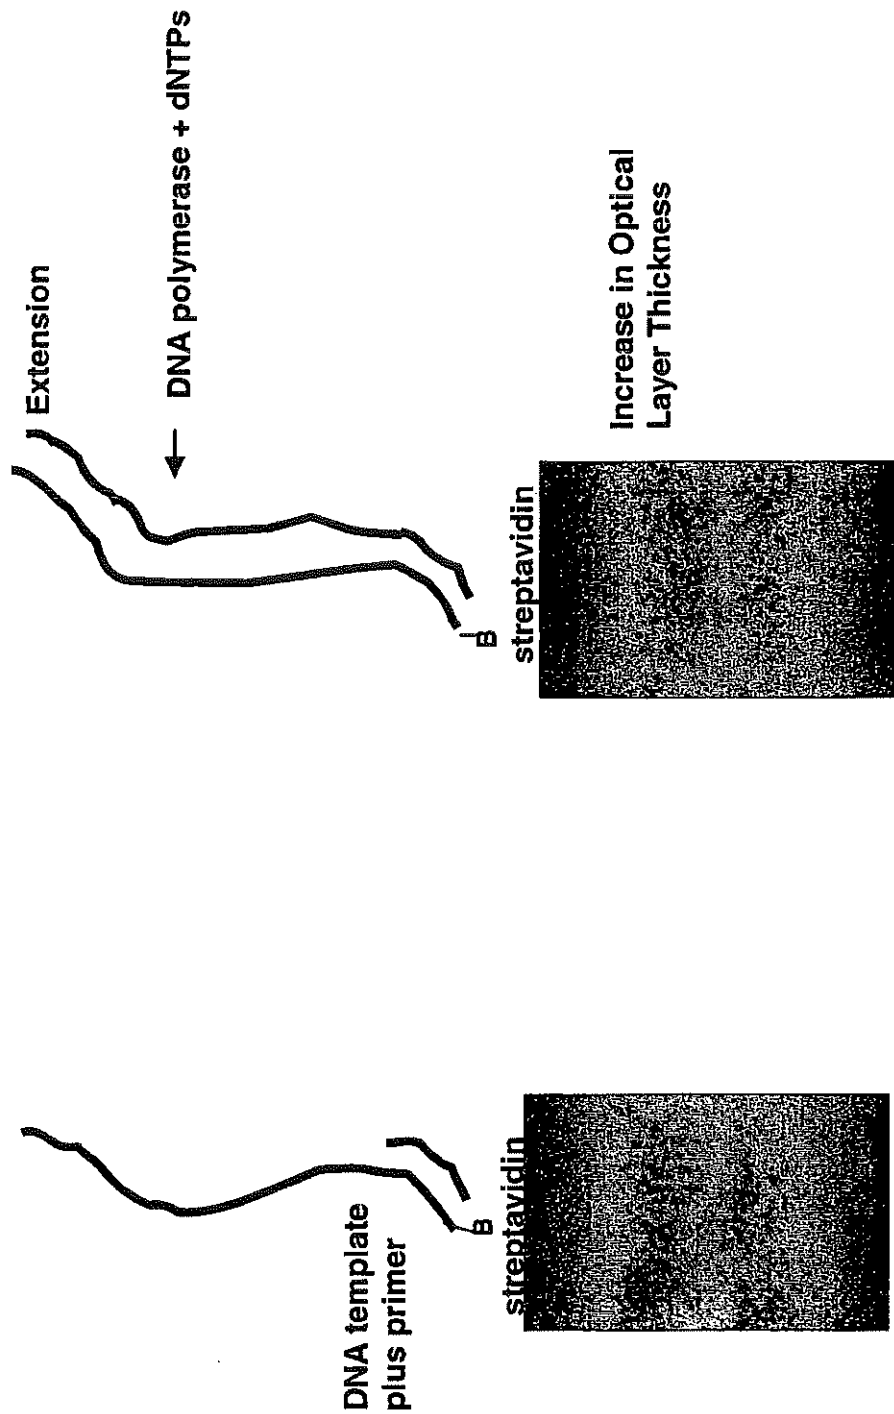 DNA template
plus primer
B
streptavidin
Extension
DNA polymerase + dNTPs
B
streptavidin
Increase in Optical
Layer Thickness